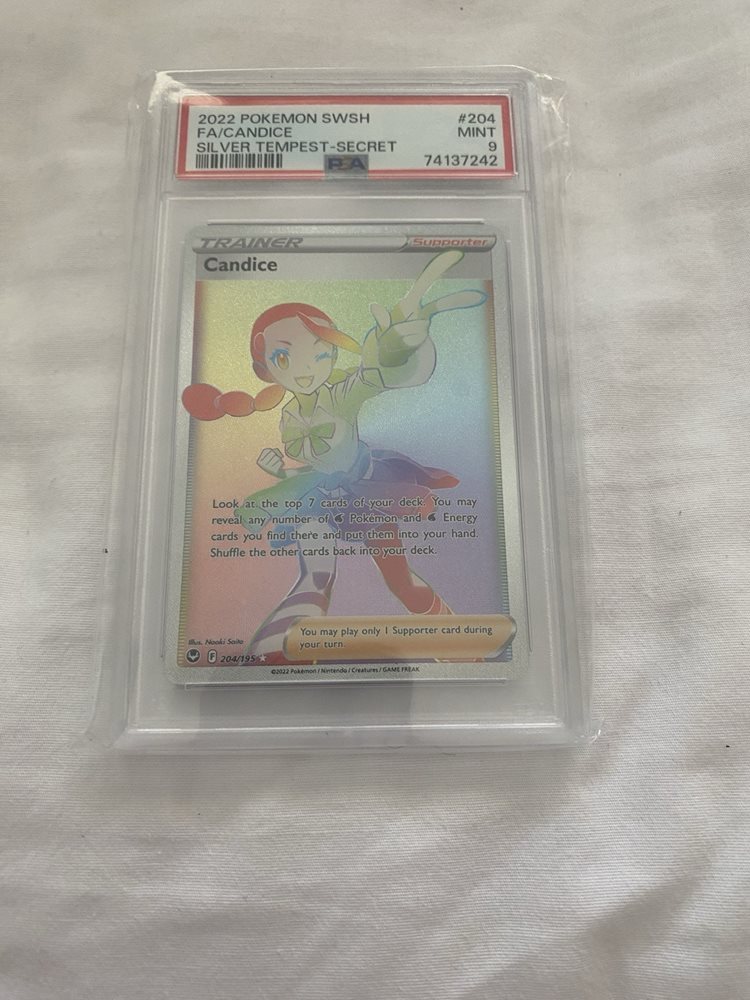 2022 POKEMON SWSH #204
FA/CANDICE MINT
SILVER TEMPEST-SECRET 9
PSA 74137242
TRAINER Supporter
Candice
Look at the top 7 cards of your deck. You may
reveal any number of Pokémon and Energy
cards you find there and put them into your hand.
Shuffle the other cards back into your deck.
You may play only 1 Supporter card during
your turn.
Illus. Naoki Saito
F 204/195
©2022 Pokémon / Nintendo / Creatures / GAME FREAK